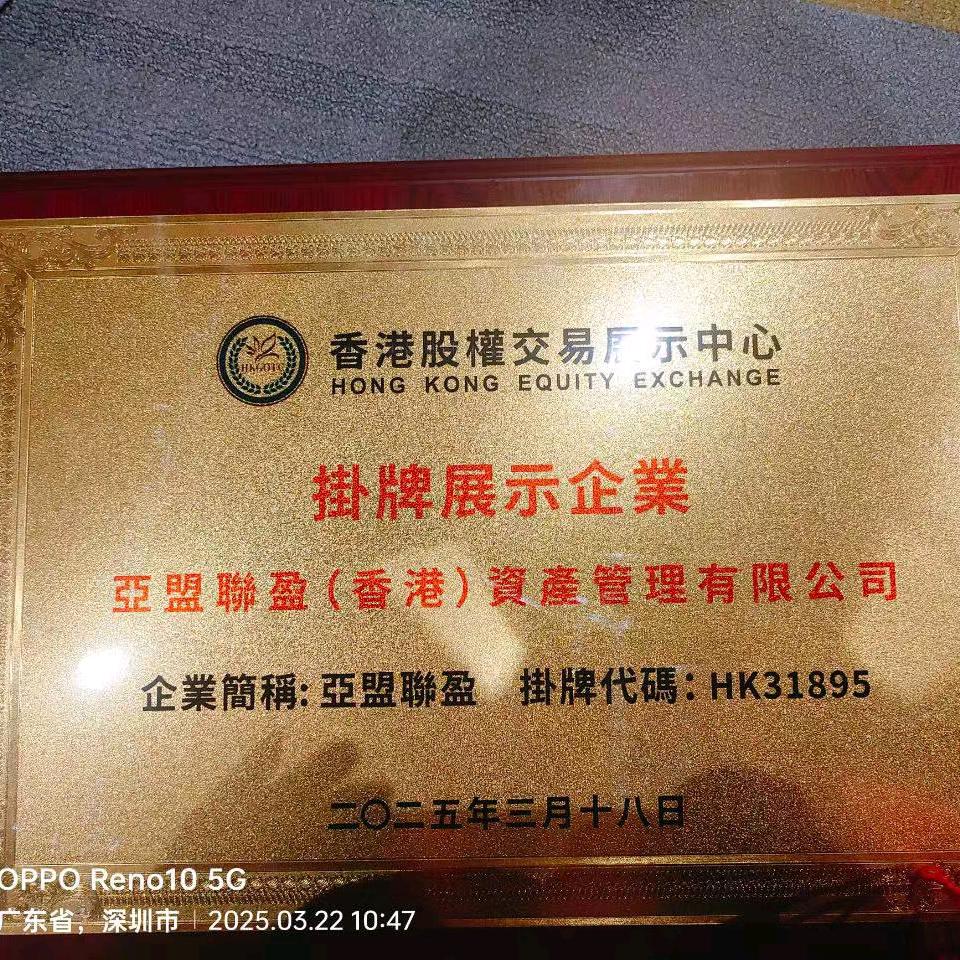 HKGOTC
香港股權交易展示中心
HONG KONG EQUITY EXCHANGE
掛牌展示企業
亞盟聯盈(香港)資產管理有限公司
企業簡稱:亞盟聯盈 掛牌代碼:HK31895
二〇二五年三月十八日
OPPO Reno10 5G
广东省，深圳市 | 2025.03.22 10:47